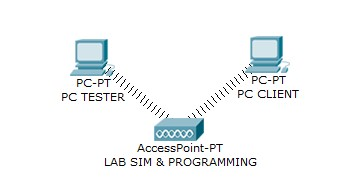 PC-PT
PC TESTER
PC-PT
PC CLIENT
AccessPoint-PT
LAB SIM & PROGRAMMING